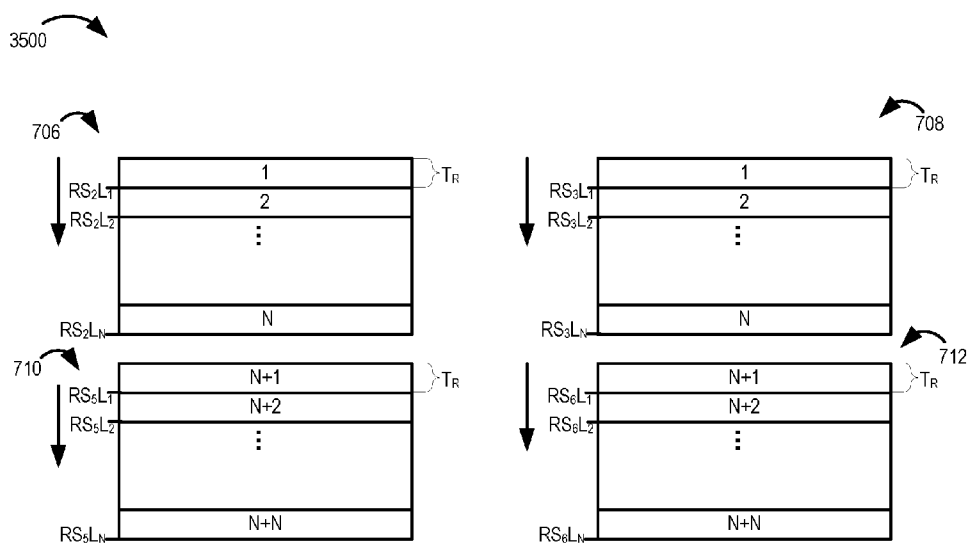 3500
706
708
1
T_R
1
T_R
RS₂L₁
2
RS₃L₁
2
RS₂L₂
RS₃L₂
⋮
⋮
N
N
RS₂L_N
RS₃L_N
710
712
N+1
T_R
N+1
T_R
RS₅L₁
N+2
RS₆L₁
N+2
RS₅L₂
RS₆L₂
⋮
⋮
N+N
N+N
RS₅L_N
RS₆L_N